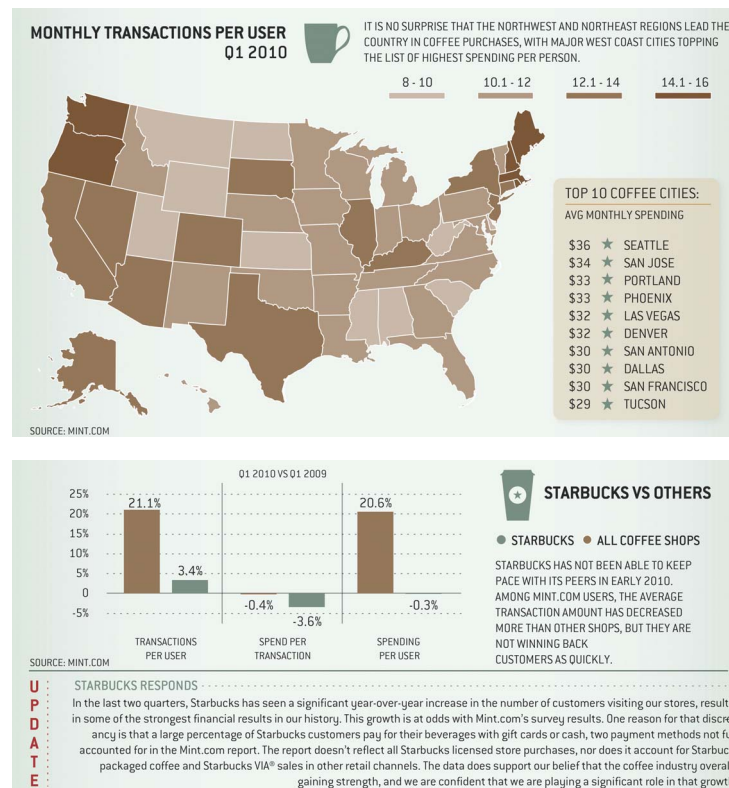 MONTHLY TRANSACTIONS PER USER
Q1 2010
IT IS NO SURPRISE THAT THE NORTHWEST AND NORTHEAST REGIONS LEAD THE
COUNTRY IN COFFEE PURCHASES, WITH MAJOR WEST COAST CITIES TOPPING
THE LIST OF HIGHEST SPENDING PER PERSON.
8 - 10 10.1 - 12 12.1 - 14 14.1 - 16
TOP 10 COFFEE CITIES:
AVG MONTHLY SPENDING
$36 ★ SEATTLE
$34 ★ SAN JOSE
$33 ★ PORTLAND
$33 ★ PHOENIX
$32 ★ LAS VEGAS
$32 ★ DENVER
$30 ★ SAN ANTONIO
$30 ★ DALLAS
$30 ★ SAN FRANCISCO
$29 ★ TUCSON
SOURCE: MINT.COM
Q1 2010 VS Q1 2009
25%
20%
15%
10%
5%
0
-5%
21.1%
3.4%
-0.4%
-3.6%
20.6%
-0.3%
TRANSACTIONS
PER USER
SPEND PER
TRANSACTION
SPENDING
PER USER
SOURCE: MINT.COM
STARBUCKS VS OTHERS
STARBUCKS ALL COFFEE SHOPS
STARBUCKS HAS NOT BEEN ABLE TO KEEP
PACE WITH ITS PEERS IN EARLY 2010.
AMONG MINT.COM USERS, THE AVERAGE
TRANSACTION AMOUNT HAS DECREASED
MORE THAN OTHER SHOPS, BUT THEY ARE
NOT WINNING BACK
CUSTOMERS AS QUICKLY.
UPDATE
STARBUCKS RESPONDS
In the last two quarters, Starbucks has seen a significant year-over-year increase in the number of customers visiting our stores, result
in some of the strongest financial results in our history. This growth is at odds with Mint.com's survey results. One reason for that discre
ancy is that a large percentage of Starbucks customers pay for their beverages with gift cards or cash, two payment methods not fu
accounted for in the Mint.com report. The report doesn't reflect all Starbucks licensed store purchases, nor does it account for Starbuc
packaged coffee and Starbucks VIA® sales in other retail channels. The data does support our belief that the coffee industry overal
gaining strength, and we are confident that we are playing a significant role in that growt